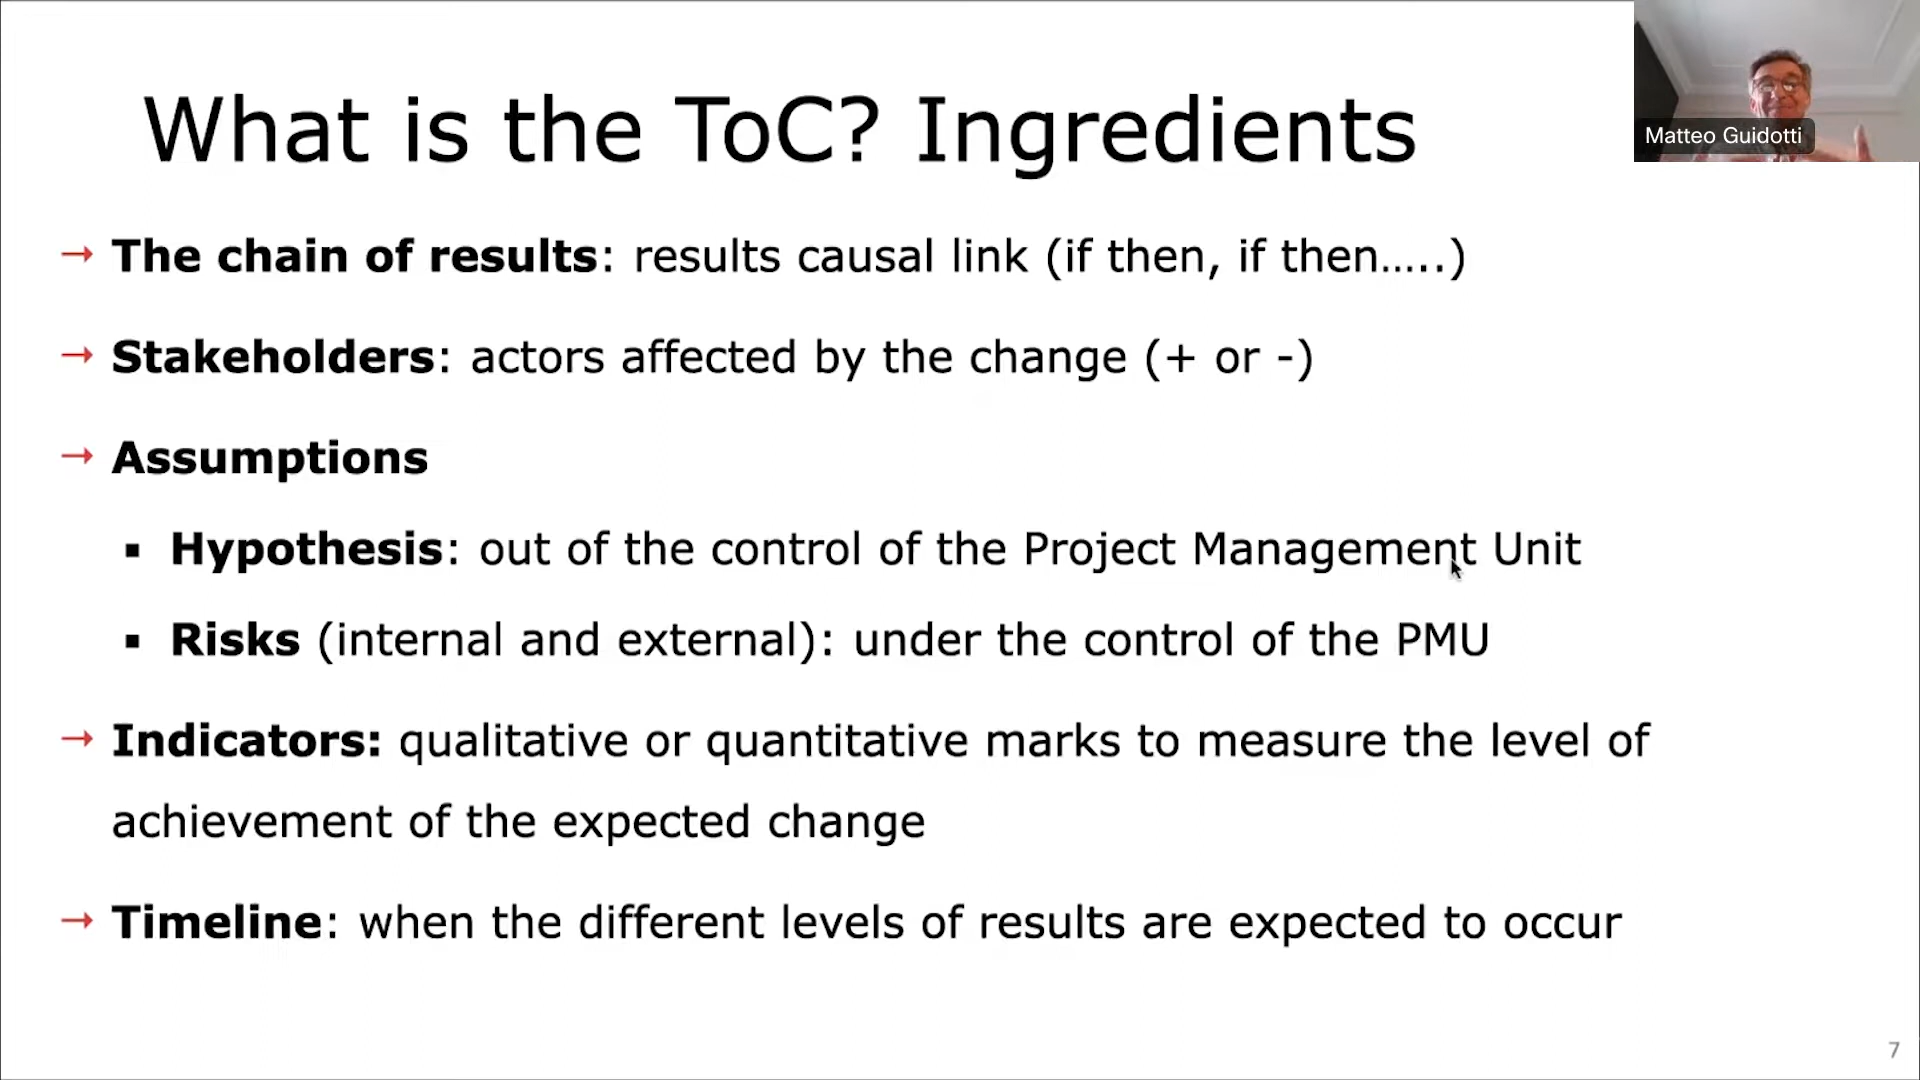 What is the ToC? Ingredients
Matteo Guidotti
→ The chain of results: results causal link (if then, if then…..)
→ Stakeholders: actors affected by the change (+ or -)
→ Assumptions
▪ Hypothesis: out of the control of the Project Management Unit
▪ Risks (internal and external): under the control of the PMU
→ Indicators: qualitative or quantitative marks to measure the level of
achievement of the expected change
→ Timeline: when the different levels of results are expected to occur
7